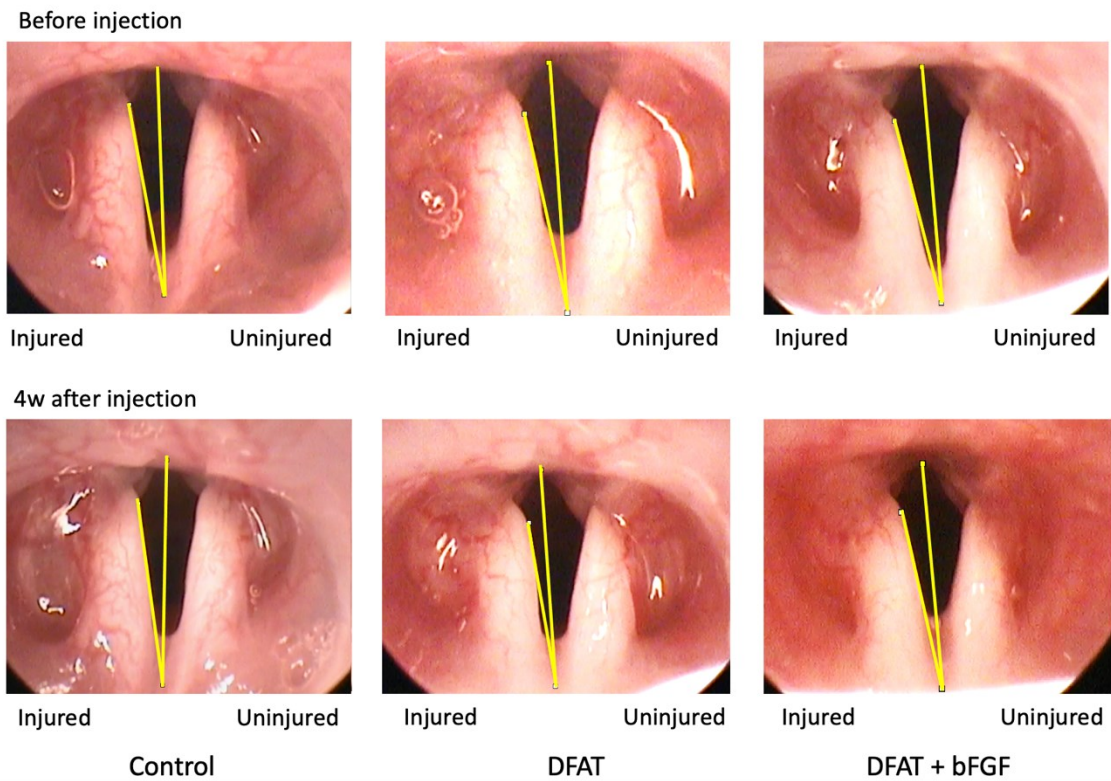 Before injection
Injured Uninjured Injured Uninjured Injured Uninjured
4w after injection
Injured Uninjured Injured Uninjured Injured Uninjured
Control DFAT DFAT + bFGF